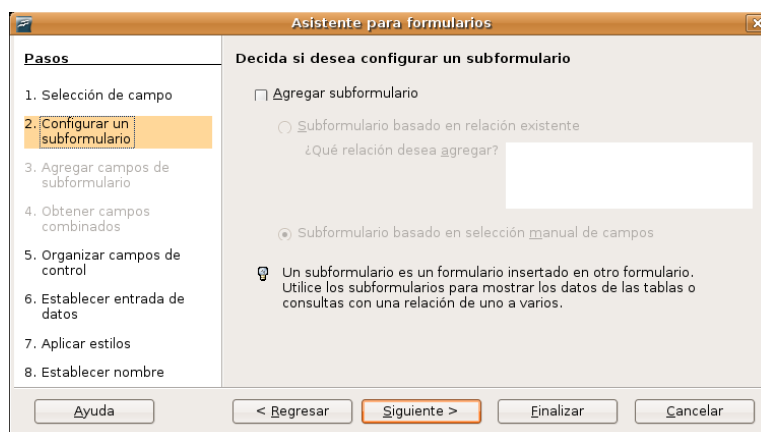 Asistente para formularios
Pasos
1. Selección de campo
2. Configurar un
subformulario
3. Agregar campos de
subformulario
4. Obtener campos
combinados
5. Organizar campos de
control
6. Establecer entrada de
datos
7. Aplicar estilos
8. Establecer nombre
Decida si desea configurar un subformulario
Agregar subformulario
Subformulario basado en relación existente
¿Qué relación desea agregar?
Subformulario basado en selección manual de campos
Un subformulario es un formulario insertado en otro formulario.
Utilice los subformularios para mostrar los datos de las tablas o
consultas con una relación de uno a varios.
Ayuda
< Regresar
Siguiente >
Finalizar
Cancelar